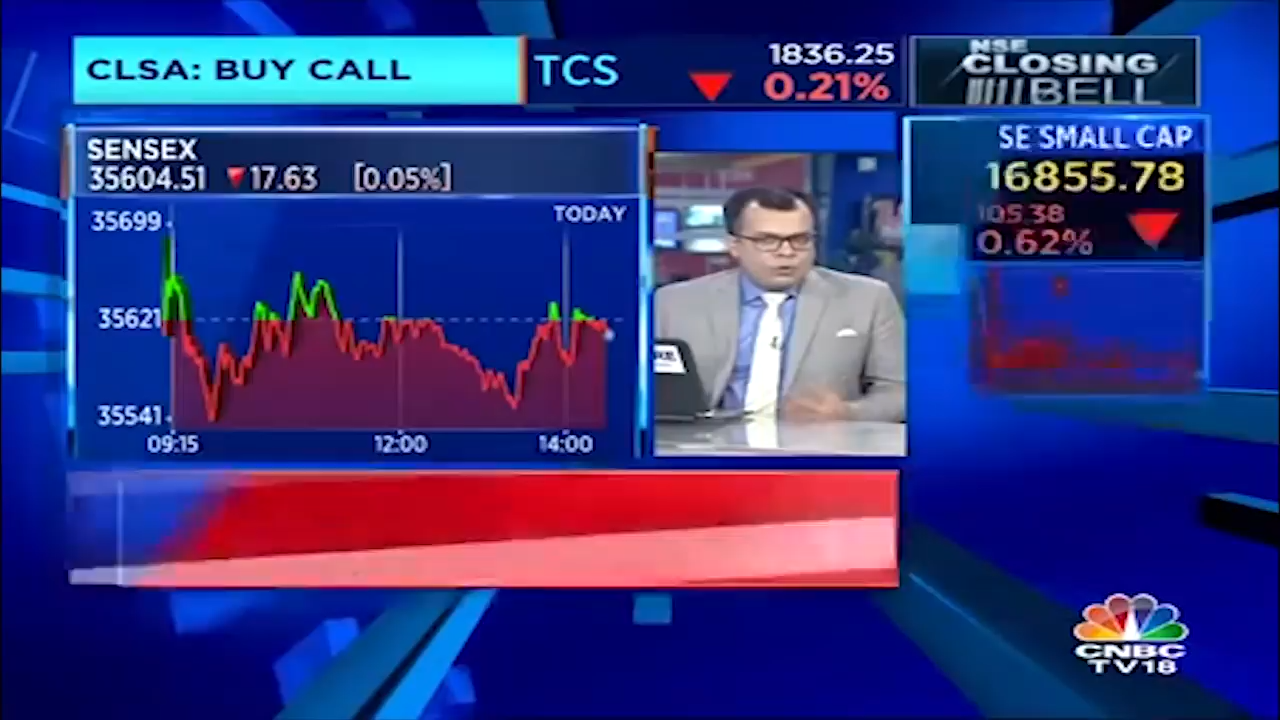 CLSA: BUY CALL
TCS
1836.25
0.21%
NSE
CLOSING
BELL
SENSEX
35604.51 17.63 [0.05%]
TODAY
35699
35621
35541
09:15 12:00 14:00
SE SMALL CAP
16855.78
105.38
0.62%
CNBC
TV18